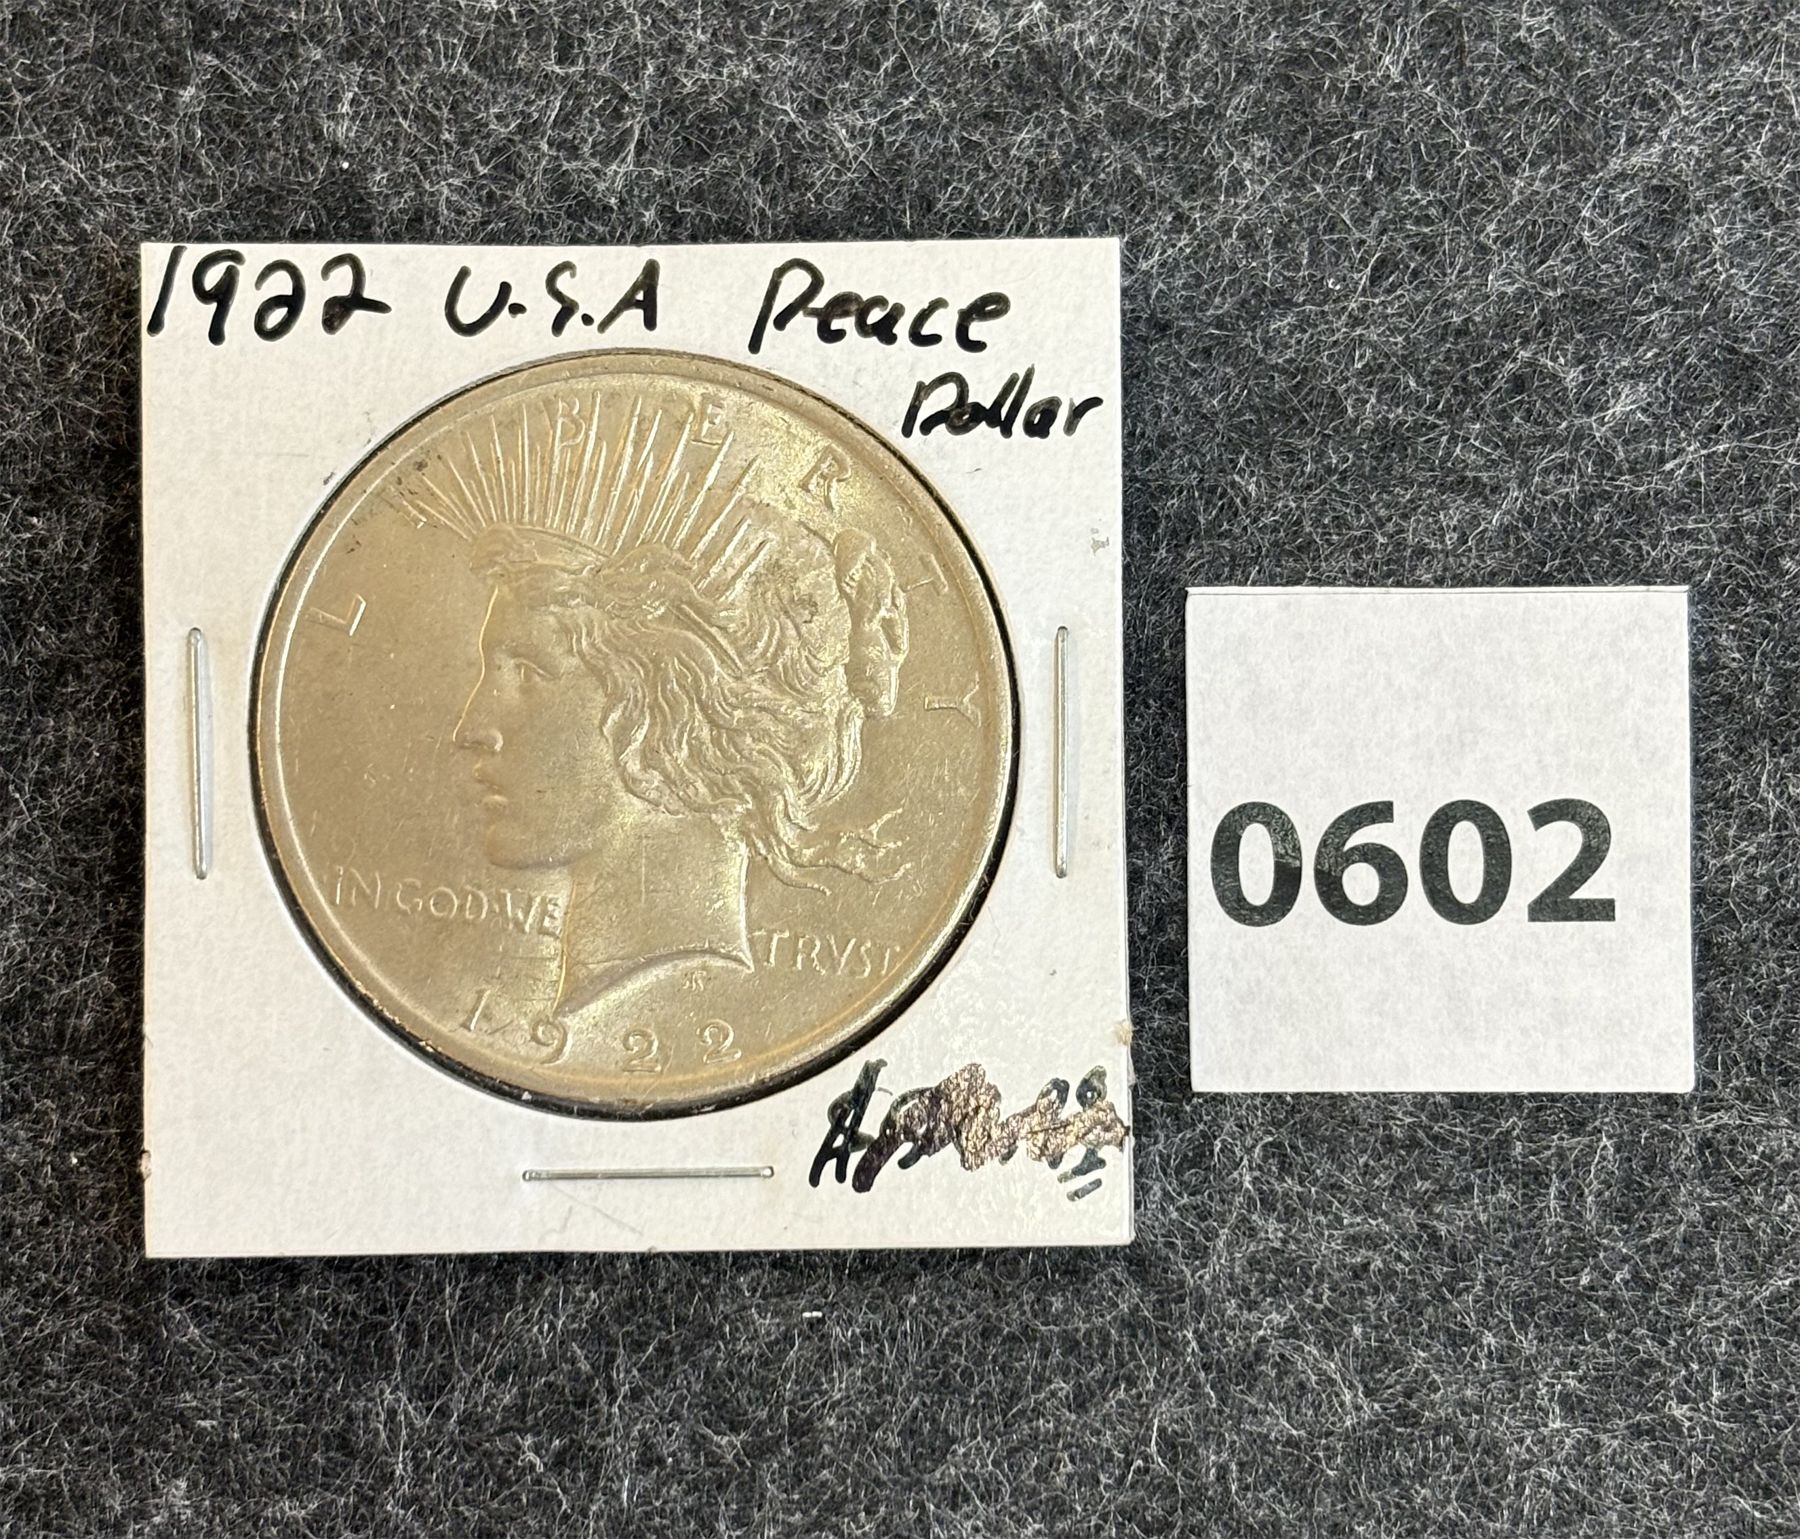 1922 U.S.A Peace
Dollar
LIBERTY
IN GOD WE
TRVST
1922
0602